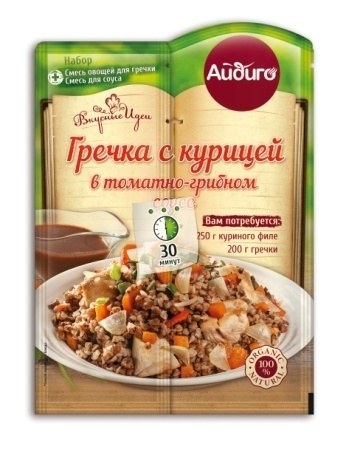 Набор
Смесь овощей для гречки
Смесь для соуса
Айдиго
Вкусные Идеи
Гречка с курицей
в томатно-грибном
соусе
Вам потребуется:
250 г куриного филе
200 г гречки
30
минут
ORGANIC
100%
NATURAL